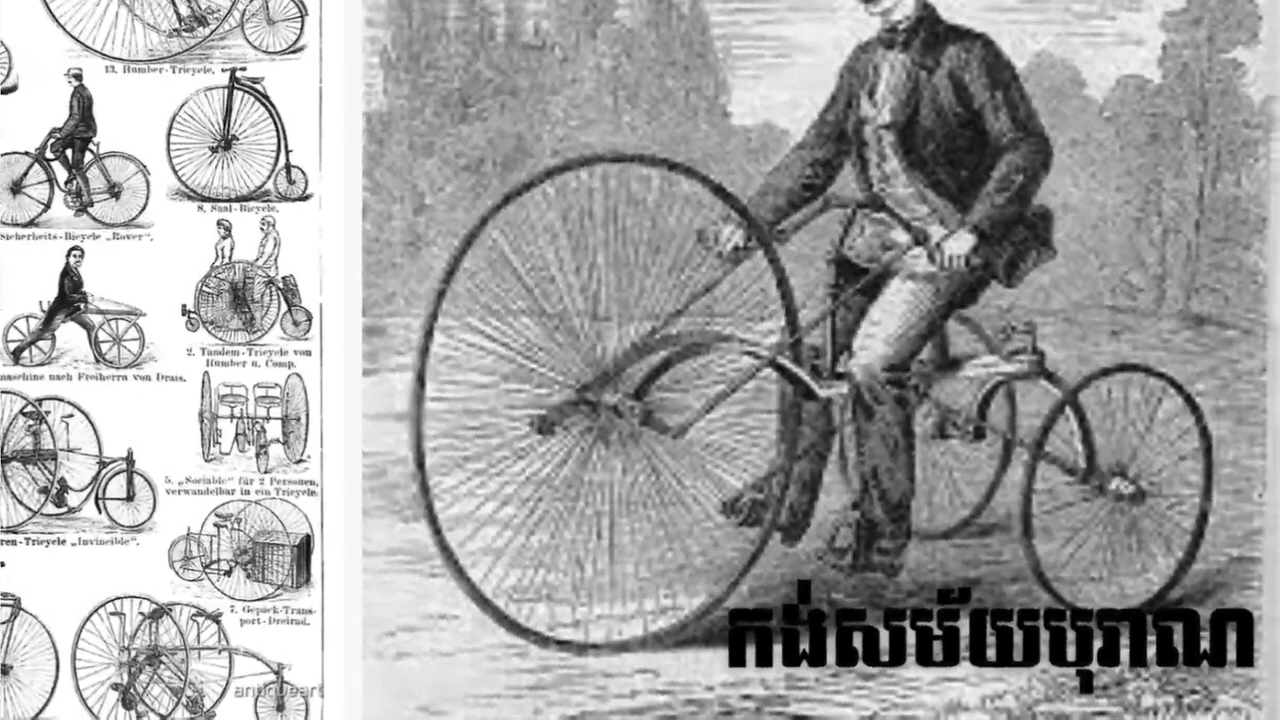 13. Humber-Tricycle.
8. Saal-Bicycle.
Sicherheits-Bicycle „Rover“.
2. Tandem-Tricycle von
Humber u. Comp.
maschine nach Freiherrn von Drais.
5. „Sociable“ für 2 Personen,
verwandelbar in ein Tricycle.
ren-Tricycle „Invincible“.
7. Gepäck-Trans-
port-Dreirad.
antiqueart
កង់សម័យបុរាណ